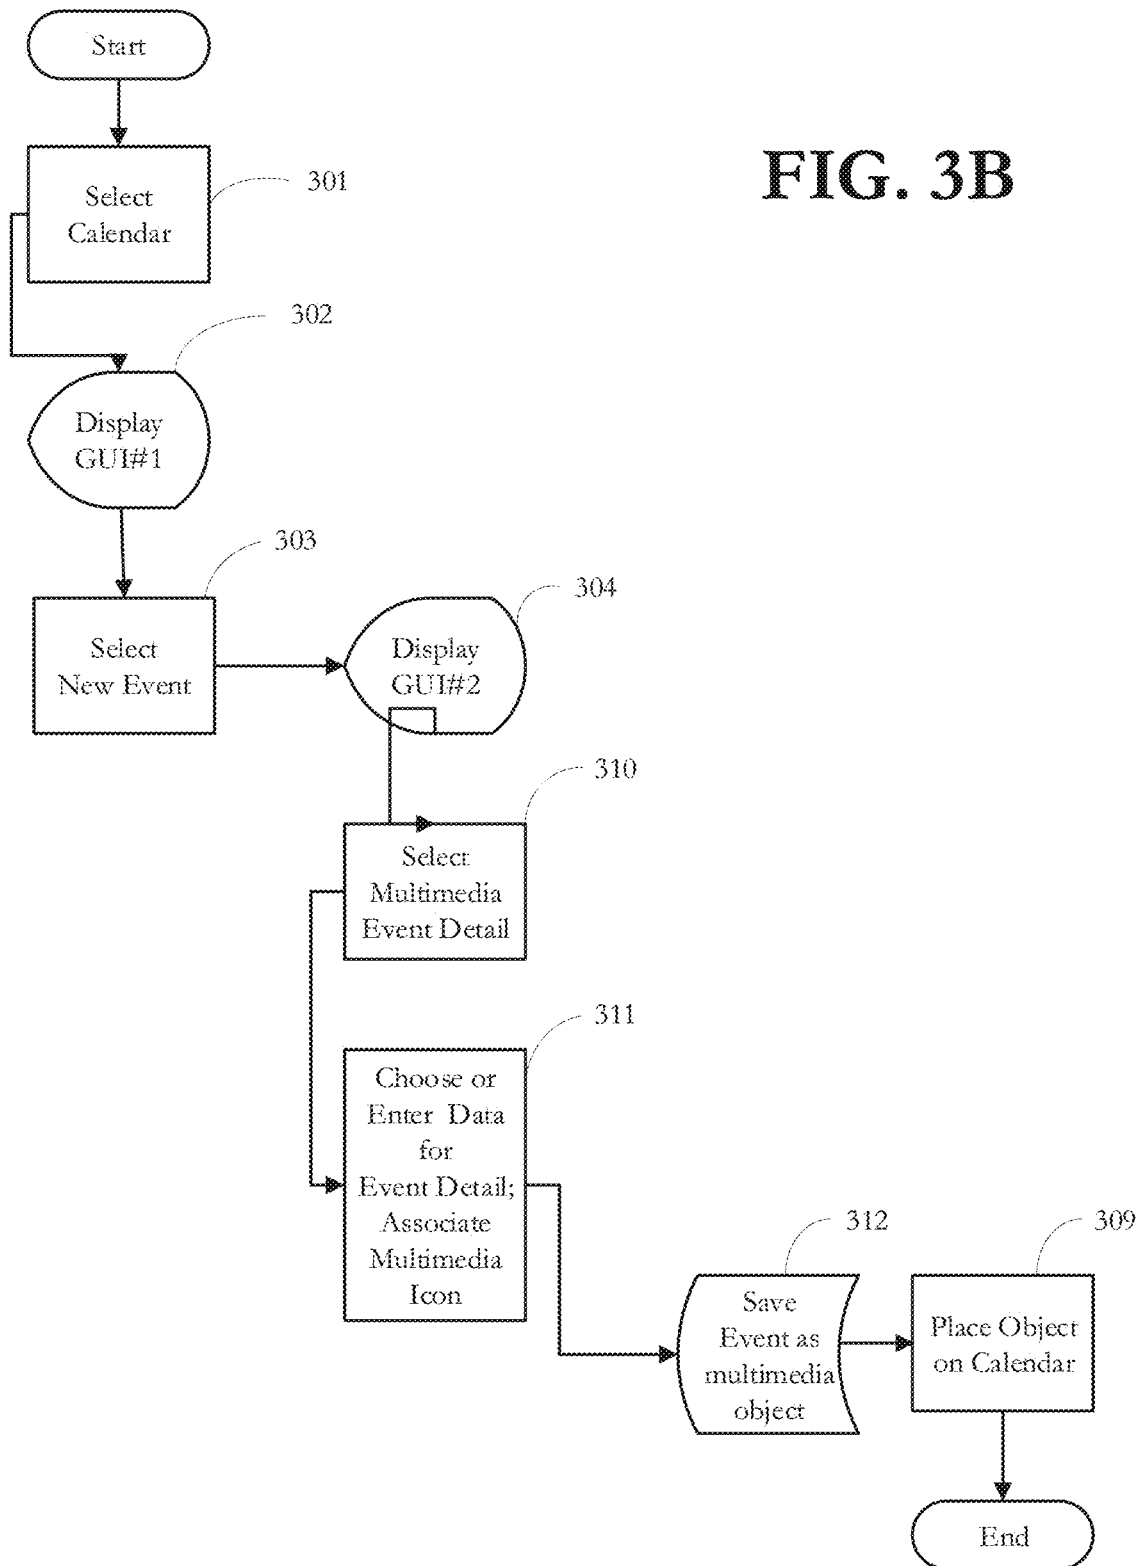 Start
FIG. 3B
301
Select
Calendar
302
Display
GUI#1
303
304
Select
New Event
Display
GUI#2
310
Select
Multimedia
Event Detail
311
Choose or
Enter Data
for
Event Detail;
Associate
Multimedia
Icon
312
309
Save
Event as
multimedia
object
Place Object
on Calendar
End